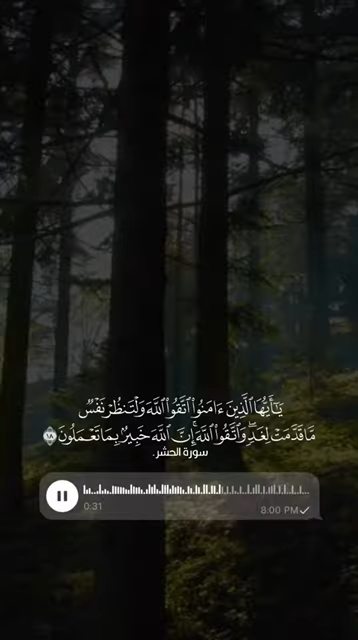 يَـٰٓأَيُّهَا ٱلَّذِينَ ءَامَنُوا۟ ٱتَّقُوا۟ ٱللَّهَ وَلْتَنظُرْ نَفْسٌ
مَّا قَدَّمَتْ لِغَدٍ ۖ وَٱتَّقُوا۟ ٱللَّهَ ۚ إِنَّ ٱللَّهَ خَبِيرٌۢ بِمَا تَعْمَلُونَ ١٨
سورة الحشر.
0:31
8:00 PM